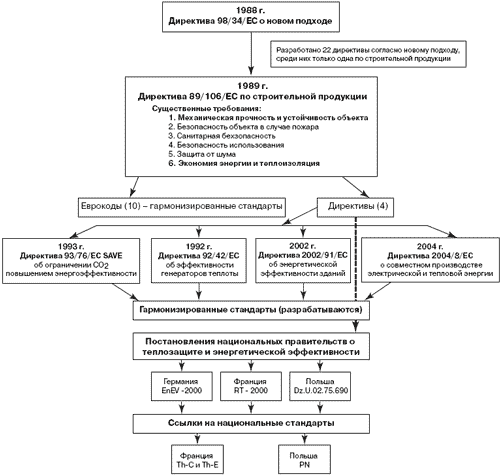 1988 г.
Директива 98/34/ЕС о новом подходе
Разработано 22 директивы согласно новому подходу,
среди них только одна по строительной продукции
1989 г.
Директива 89/106/ЕС по строительной продукции
Существенные требования:
1. Механическая прочность и устойчивость объекта
2. Безопасность объекта в случае пожара
3. Санитарная безхзопасность
4. Безопасность использования
5. Защита от шума
6. Экономия энергии и теплоизоляция
Еврокоды (10) – гармонизированные стандарты
Директивы (4)
1993 г.
Директива 93/76/ЕС SAVE
об ограничении CO2
повышением энергоэффективности
1992 г.
Директива 92/42/ЕС
об эффективности
генераторов теплоты
2002 г.
Директива 2002/91/ЕС
об энергетической
эффективности зданий
2004 г.
Директива 2004/8/ЕС
о совместном производстве
электрической и тепловой энергии
Гармонизированные стандарты (разрабатываются)
Постановления национальных правительств о
теплозащите и энергетической эффективности
Германия
EnEV -2000
Франция
RT - 2000
Польша
Dz.U.02.75.690
Ссылки на национальные стандарты
Франция
Th-C и Th-E
Польша
PN